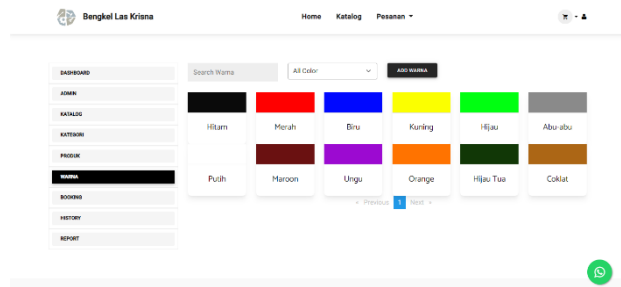 Bengkel Las Krisna
Home Katalog Pesanan
DASHBOARD
ADMIN
KATALOG
KATEGORI
PRODUK
WARNA
BOOKING
HISTORY
REPORT
Search Warna
All Color
ADD WARNA
Hitam Merah Biru Kuning Hijau Abu-abu
Putih Maroon Ungu Orange Hijau Tua Coklat
« Previous 1 Next »